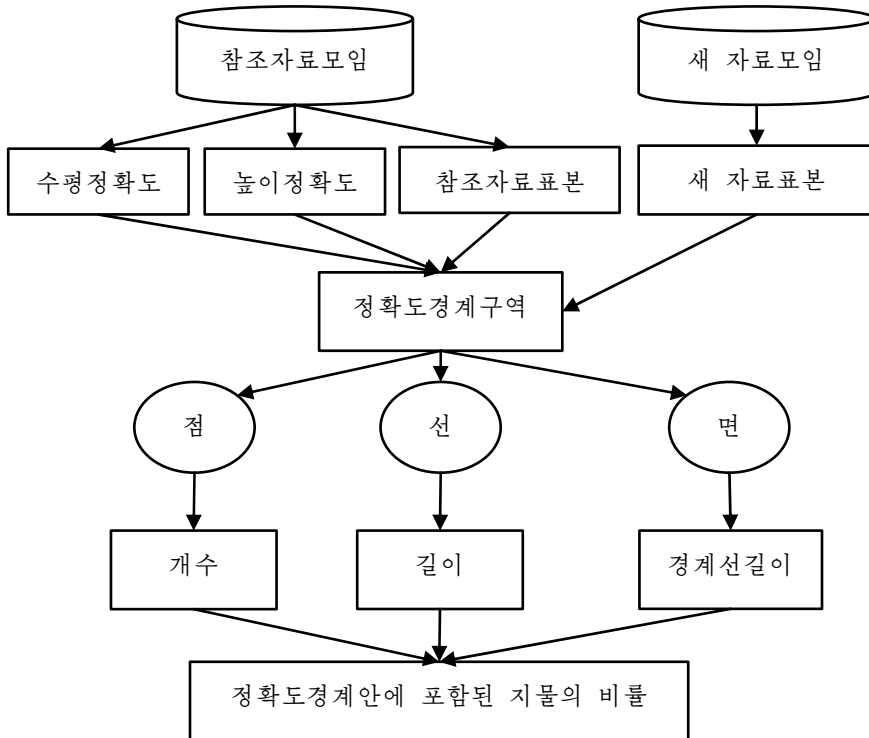 참조자료모임
새 자료모임
수평정확도
높이정확도
참조자료표본
새 자료표본
정확도경계구역
점
선
면
개수
길이
경계선길이
정확도경계안에 포함된 지물의 비률